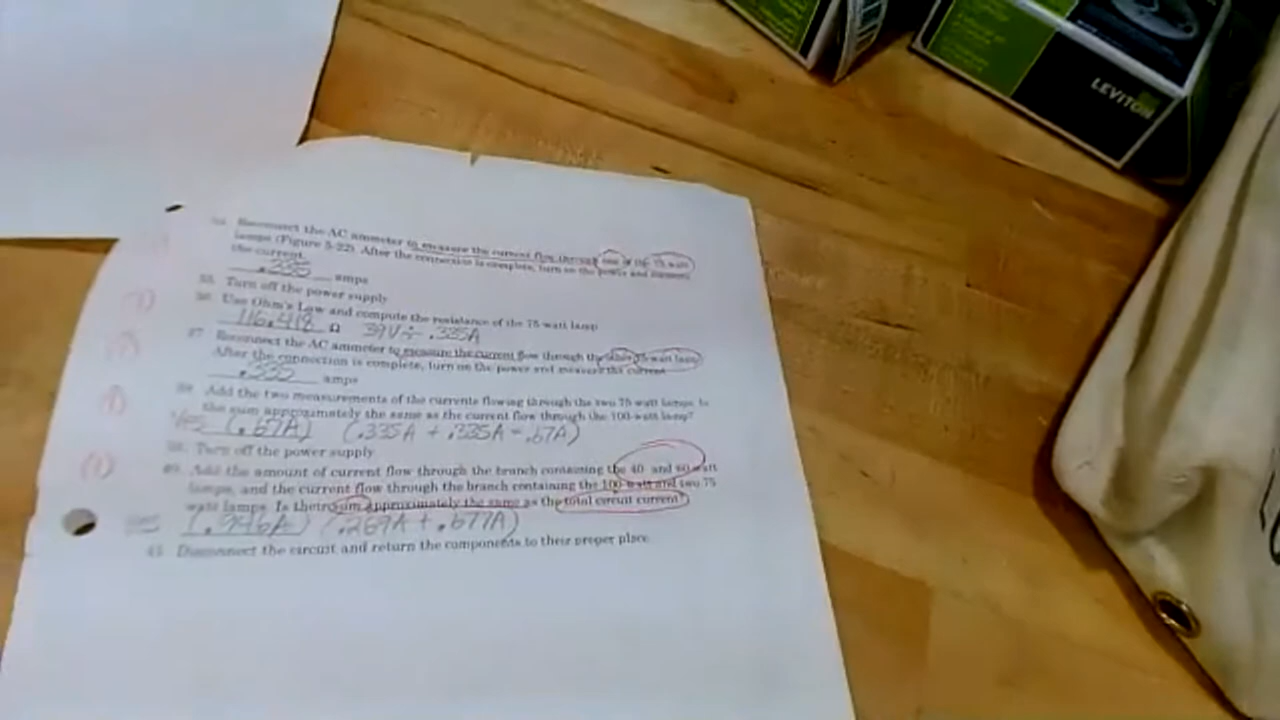 LEVITON
34. Reconnect the AC ammeter to measure the current flow through one of the 75-watt
lamps (Figure 5-22). After the connection is complete, turn on the power and measure
the current.
.335 amps
35. Turn off the power supply
36. Use Ohm's Law and compute the resistance of the 75-watt lamp
116.418 Ω 39V ÷ .335A
37. Reconnect the AC ammeter to measure the current flow through the other 75-watt lamp.
After the connection is complete, turn on the power and measure the current.
.335 amps
38. Add the two measurements of the currents flowing through the two 75-watt lamps. Is
the sum approximately the same as the current flow through the 100-watt lamp?
Yes (.67A) (.335A + .335A = .67A)
39. Turn off the power supply
40. Add the amount of current flow through the branch containing the 40- and 60-watt
lamps, and the current flow through the branch containing the 100-watt and two 75
watt lamps. Is their sum approximately the same as the total circuit current?
(.946A) (.269A + .677A)
41. Disconnect the circuit and return the components to their proper place.